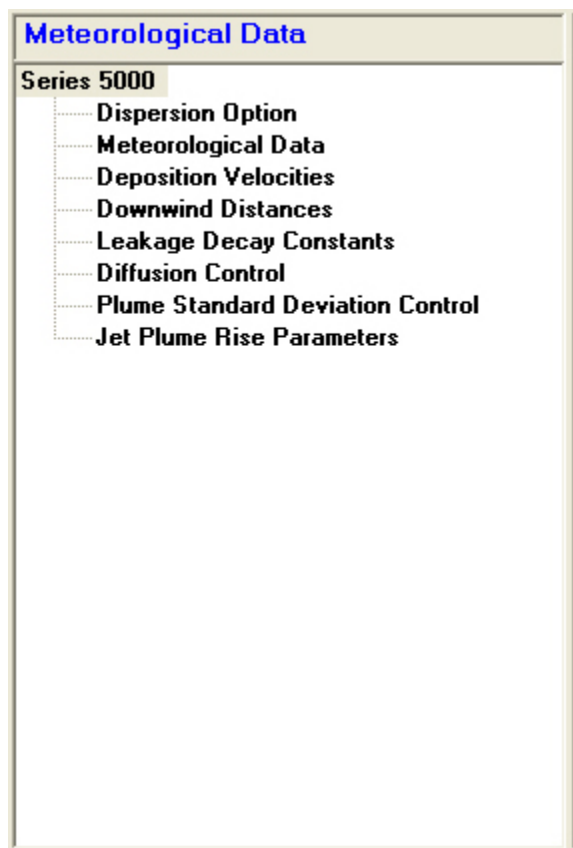 Meteorological Data
Series 5000
Dispersion Option
Meteorological Data
Deposition Velocities
Downwind Distances
Leakage Decay Constants
Diffusion Control
Plume Standard Deviation Control
Jet Plume Rise Parameters